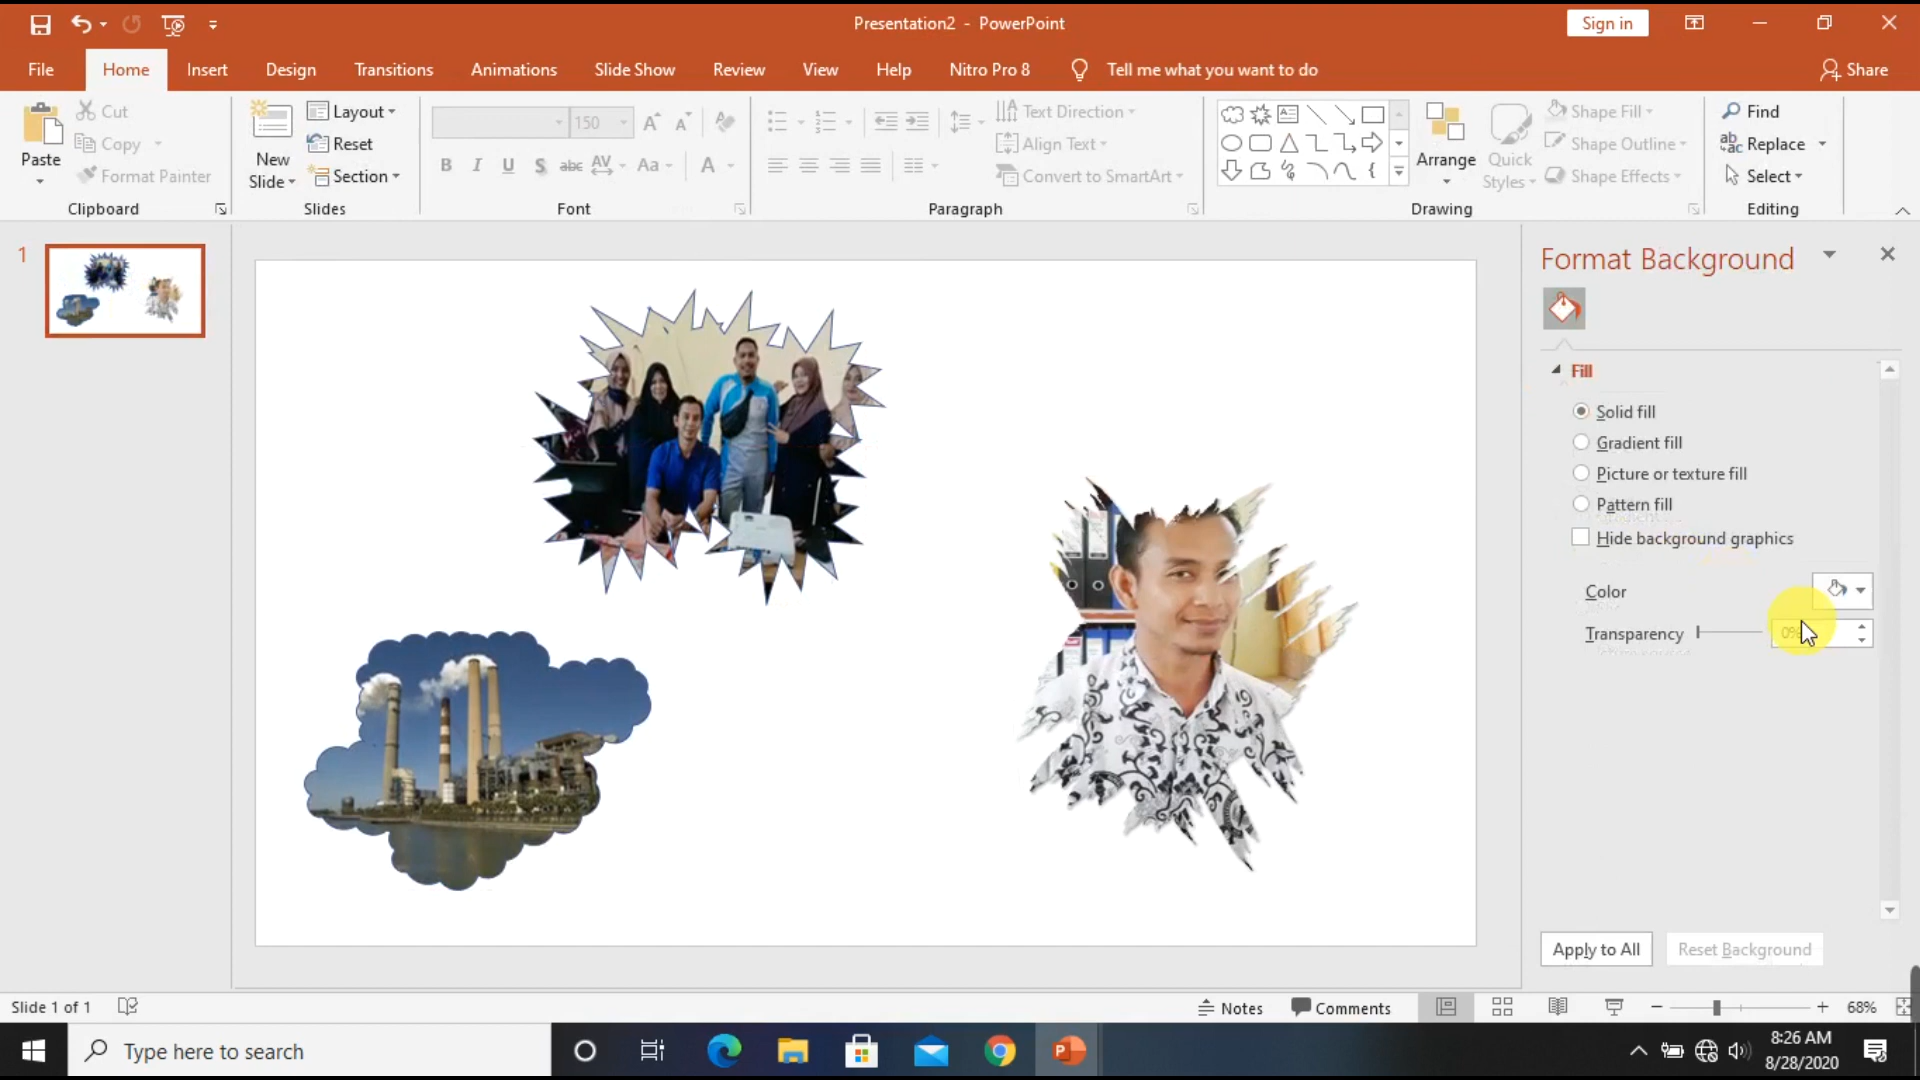 Presentation2 - PowerPoint
Sign in
File
Home
Insert
Design
Transitions
Animations
Slide Show
Review
View
Help
Nitro Pro 8
Tell me what you want to do
Share
Paste
Cut
Copy
Format Painter
Clipboard
New
Slide
Layout
Reset
Section
Slides
150
B I U S abc AV Aa A
Font
Text Direction
Align Text
Convert to SmartArt
Paragraph
Arrange
Quick
Styles
Shape Fill
Shape Outline
Shape Effects
Drawing
Find
Replace
Select
Editing
1
Format Background
Fill
Solid fill
Gradient fill
Picture or texture fill
Pattern fill
Hide background graphics
Color
Transparency
0%
Apply to All
Reset Background
Slide 1 of 1
Notes
Comments
68%
Type here to search
8:26 AM
8/28/2020